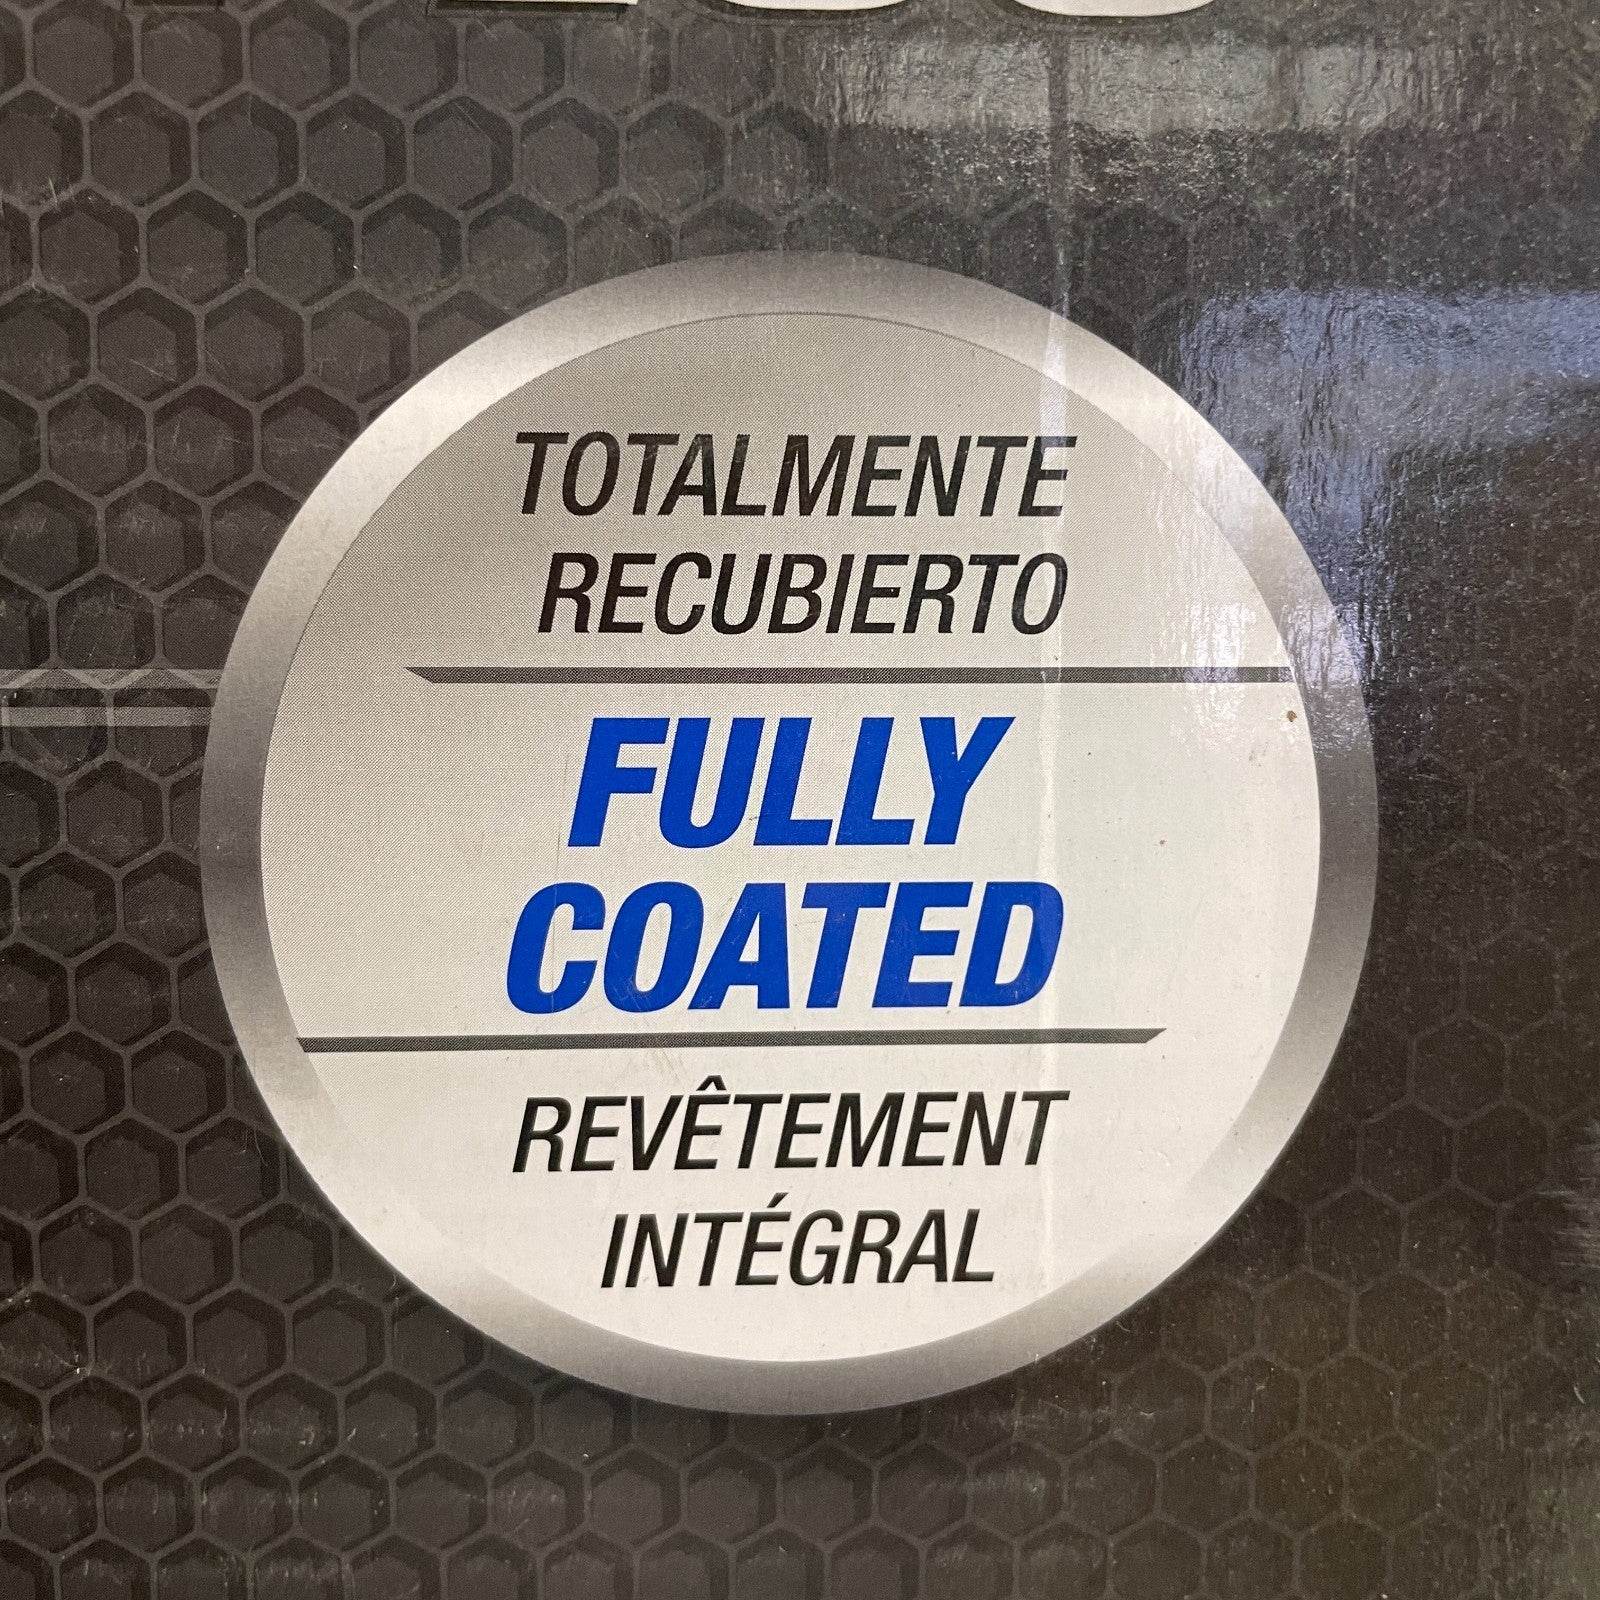 TOTALMENTE
RECUBIERTO
FULLY
COATED
REVÊTEMENT
INTÉGRAL